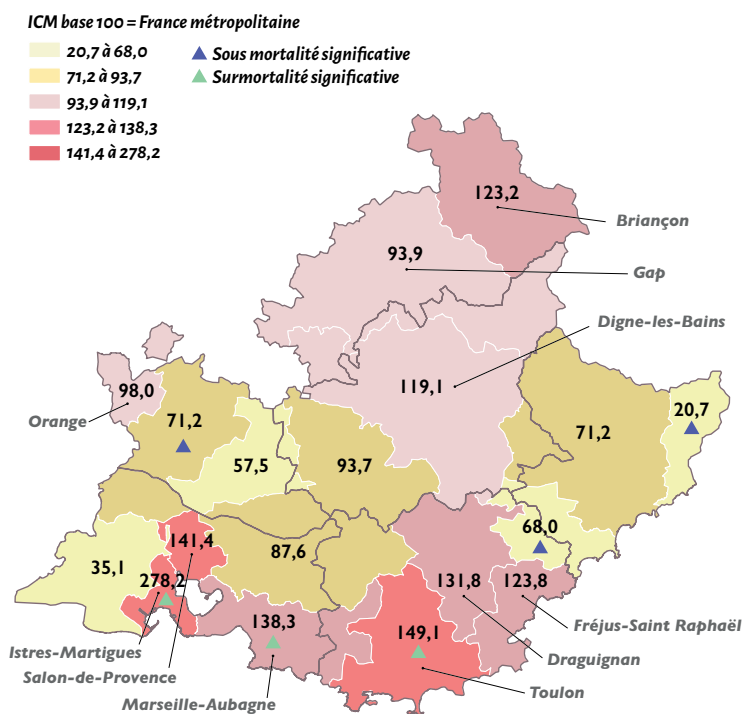 ICM base 100 = France métropolitaine
20,7 à 68,0
71,2 à 93,7
93,9 à 119,1
123,2 à 138,3
141,4 à 278,2
Sous mortalité significative
Surmortalité significative
123,2
Briançon
93,9
Gap
Digne-les-Bains
119,1
98,0
Orange
71,2
20,7
71,2
57,5
93,7
68,0
141,4
87,6
35,1
278,2
131,8
123,8
138,3
149,1
Fréjus-Saint Raphaël
Istres-Martigues
Draguignan
Salon-de-Provence
Toulon
Marseille-Aubagne